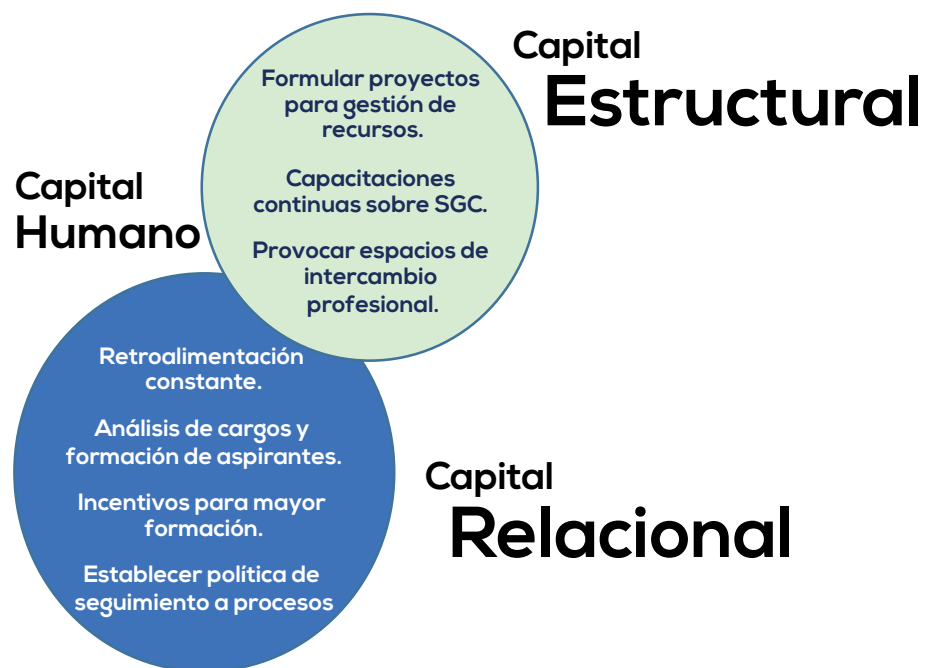 Capital
Estructural
Formular proyectos
para gestión de
recursos.
Capacitaciones
continuas sobre SGC.
Provocar espacios de
intercambio
profesional.
Capital
Humano
Retroalimentación
constante.
Análisis de cargos y
formación de aspirantes.
Incentivos para mayor
formación.
Establecer política de
seguimiento a procesos
Capital
Relacional